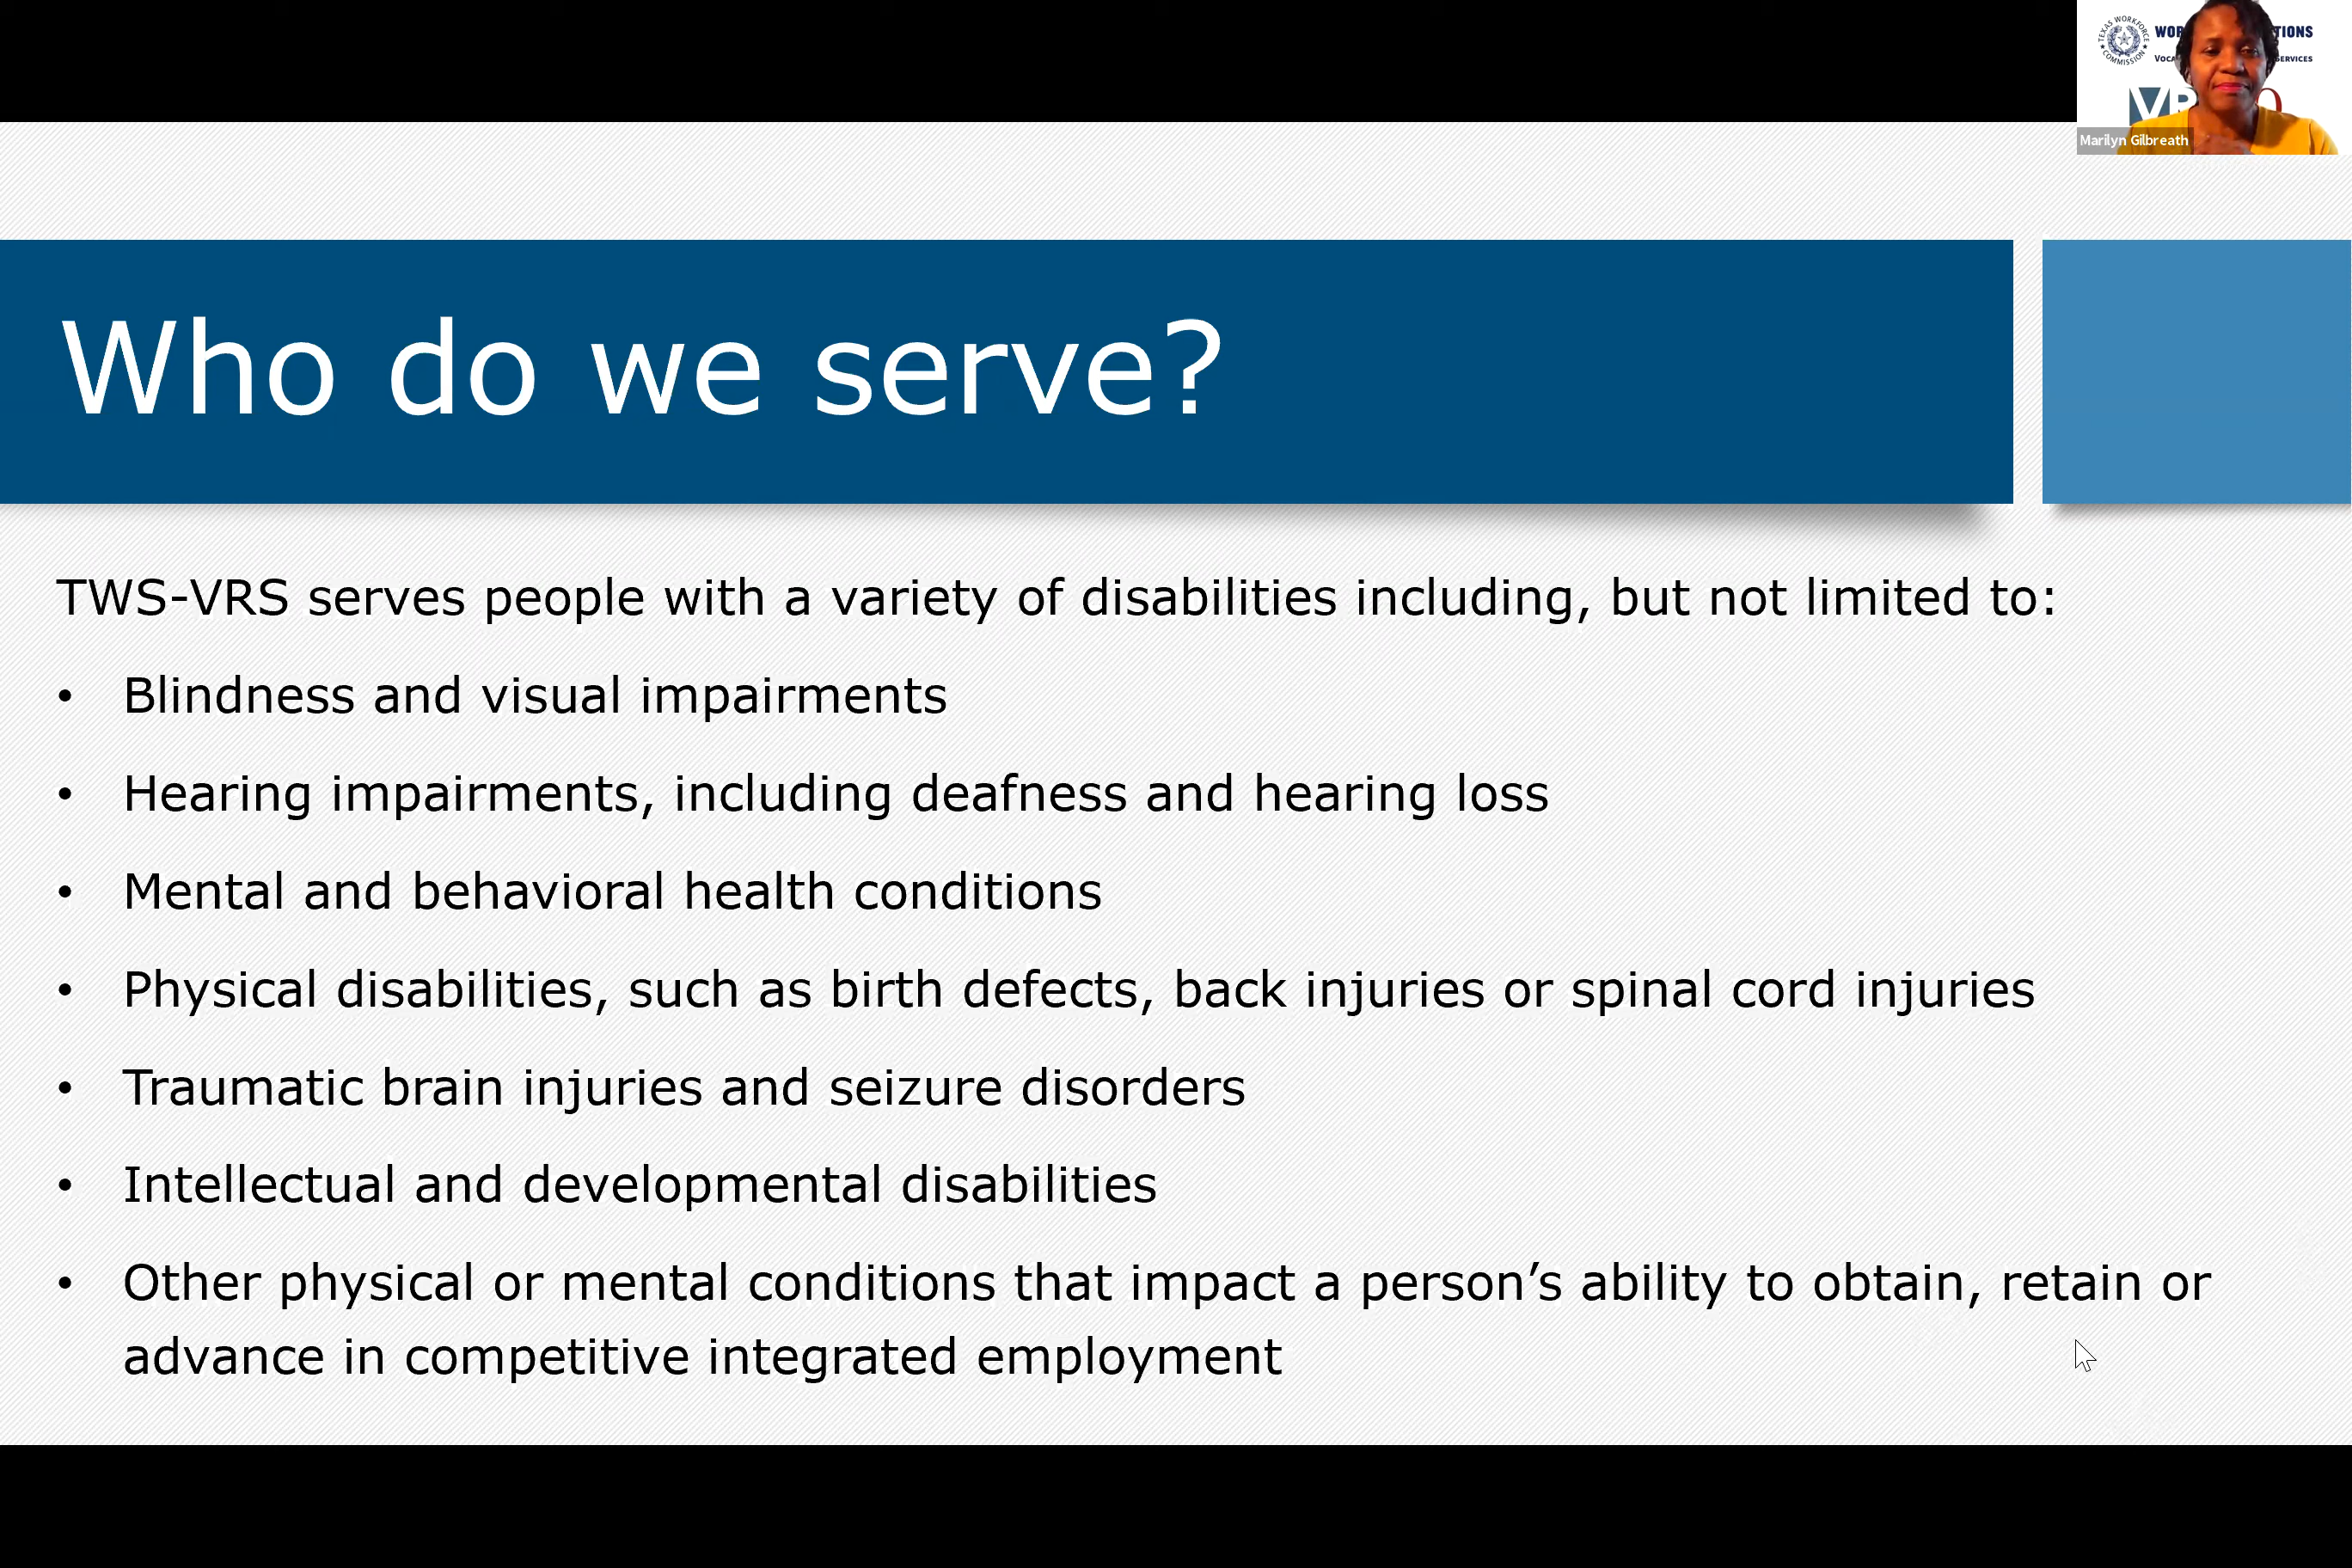 TEXAS WORKFORCE COMMISSION
Marilyn Gilbreath
Who do we serve?
TWS-VRS serves people with a variety of disabilities including, but not limited to:
• Blindness and visual impairments
• Hearing impairments, including deafness and hearing loss
• Mental and behavioral health conditions
• Physical disabilities, such as birth defects, back injuries or spinal cord injuries
• Traumatic brain injuries and seizure disorders
• Intellectual and developmental disabilities
• Other physical or mental conditions that impact a person’s ability to obtain, retain or
advance in competitive integrated employment